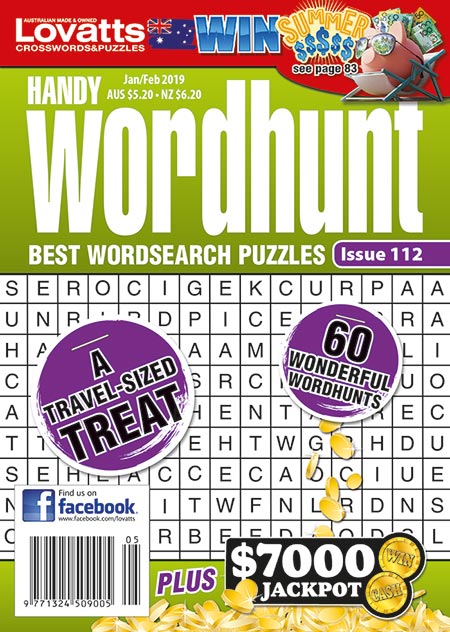 AUSTRALIAN MADE & OWNED
Lovatts
CROSSWORDS&PUZZLES
WIN
SUMMER
$$$$$
see page 83
Jan/Feb 2019
AUS $5.20 • NZ $6.20
HANDY
wordhunt
BEST WORDSEARCH PUZZLES
Issue 112
S E R O C I G E K C U R P A A
A
TRAVEL-SIZED
TREAT
60
WONDERFUL
WORDHUNTS
Find us on
facebook
www.facebook.com/lovatts
05
9 771324 509005
PLUS
$7000
JACKPOT
WIN
CASH